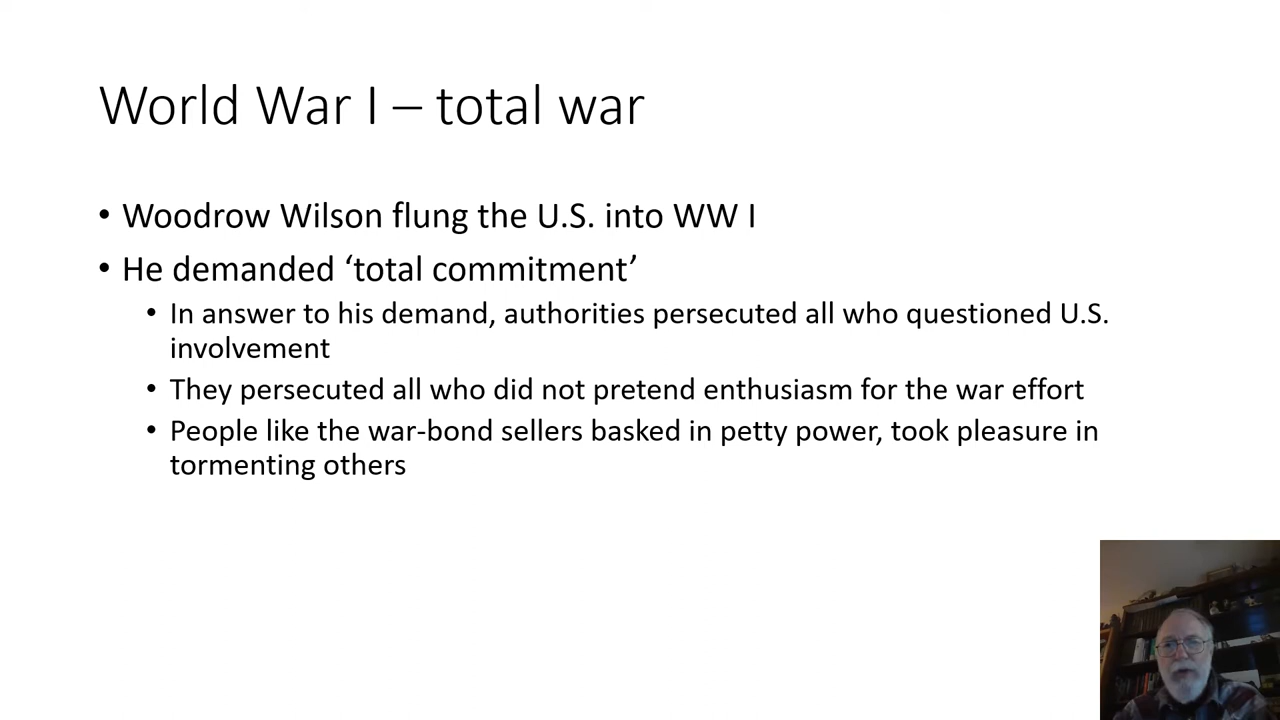 World War I – total war
• Woodrow Wilson flung the U.S. into WW I
• He demanded ‘total commitment’
• In answer to his demand, authorities persecuted all who questioned U.S.
involvement
• They persecuted all who did not pretend enthusiasm for the war effort
• People like the war-bond sellers basked in petty power, took pleasure in
tormenting others